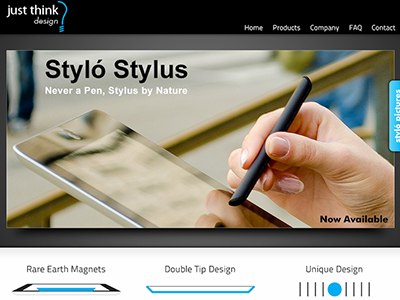 just think
design
Home Products Company FAQ Contact
Styló Stylus
Never a Pen, Stylus by Nature
stylo pictures
Now Available
Rare Earth Magnets
Double Tip Design
Unique Design